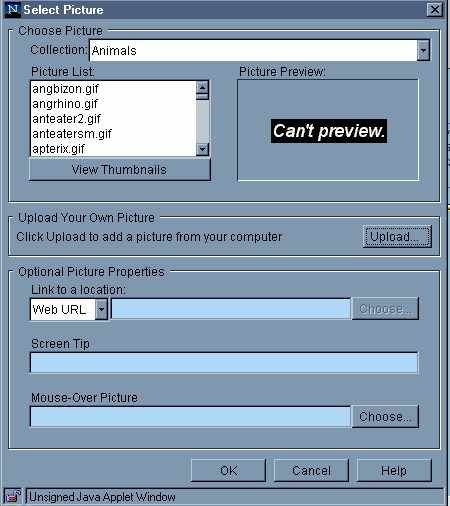 N Select Picture
Choose Picture
Collection: Animals
Picture List:
Picture Preview:
angbizon.gif
angrhino.gif
anteater2.gif
anteatersm.gif
apterix.gif
Can't preview.
View Thumbnails
Upload Your Own Picture
Click Upload to add a picture from your computer
Upload...
Optional Picture Properties
Link to a location:
Web URL
Choose...
Screen Tip
Mouse-Over Picture
Choose...
OK Cancel Help
Unsigned Java Applet Window